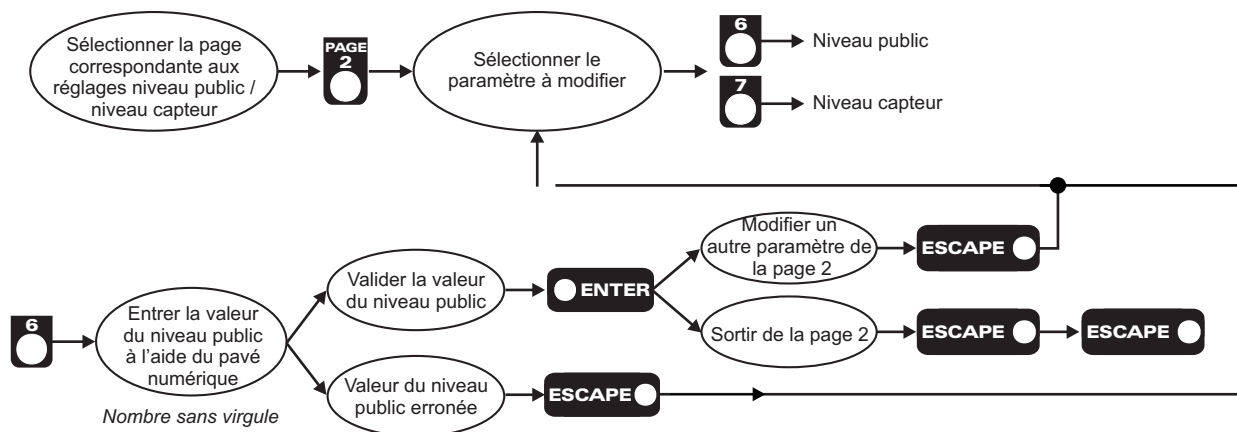 Sélectionner la page
correspondante aux
réglages niveau public /
niveau capteur
PAGE
2
Sélectionner le
paramètre à modifier
6
Niveau public
7
Niveau capteur
6
Entrer la valeur
du niveau public
à l'aide du pavé
numérique
Nombre sans virgule
Valider la valeur
du niveau public
ENTER
Modifier un
autre paramètre de
la page 2
ESCAPE
Sortir de la page 2
ESCAPE
ESCAPE
Valeur du niveau
public erronée
ESCAPE